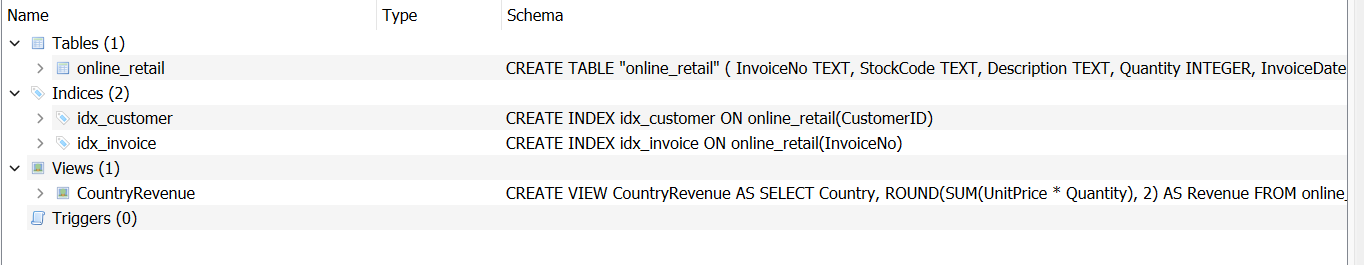 Name Type Schema
Tables (1)
online_retail CREATE TABLE "online_retail" ( InvoiceNo TEXT, StockCode TEXT, Description TEXT, Quantity INTEGER, InvoiceDate
Indices (2)
idx_customer CREATE INDEX idx_customer ON online_retail(CustomerID)
idx_invoice CREATE INDEX idx_invoice ON online_retail(InvoiceNo)
Views (1)
CountryRevenue CREATE VIEW CountryRevenue AS SELECT Country, ROUND(SUM(UnitPrice * Quantity), 2) AS Revenue FROM online_
Triggers (0)